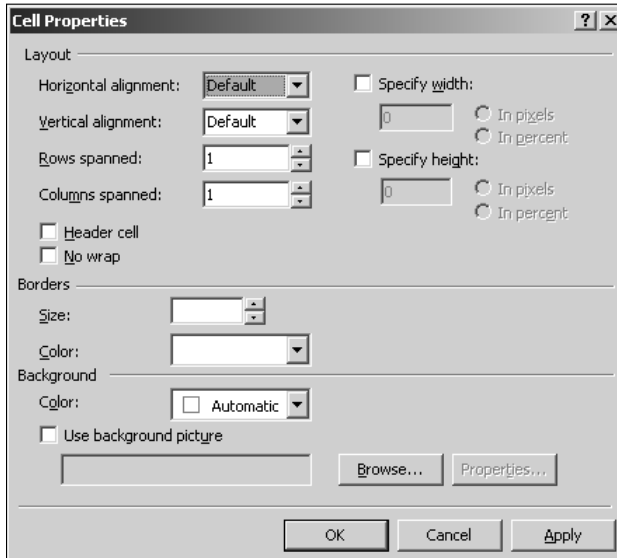 Cell Properties
Layout
Horizontal alignment: Default
Specify width:
0 In pixels
In percent
Vertical alignment: Default
Rows spanned: 1
Specify height:
0 In pixels
In percent
Columns spanned: 1
Header cell
No wrap
Borders
Size:
Color:
Background
Color: Automatic
Use background picture
Browse... Properties...
OK Cancel Apply